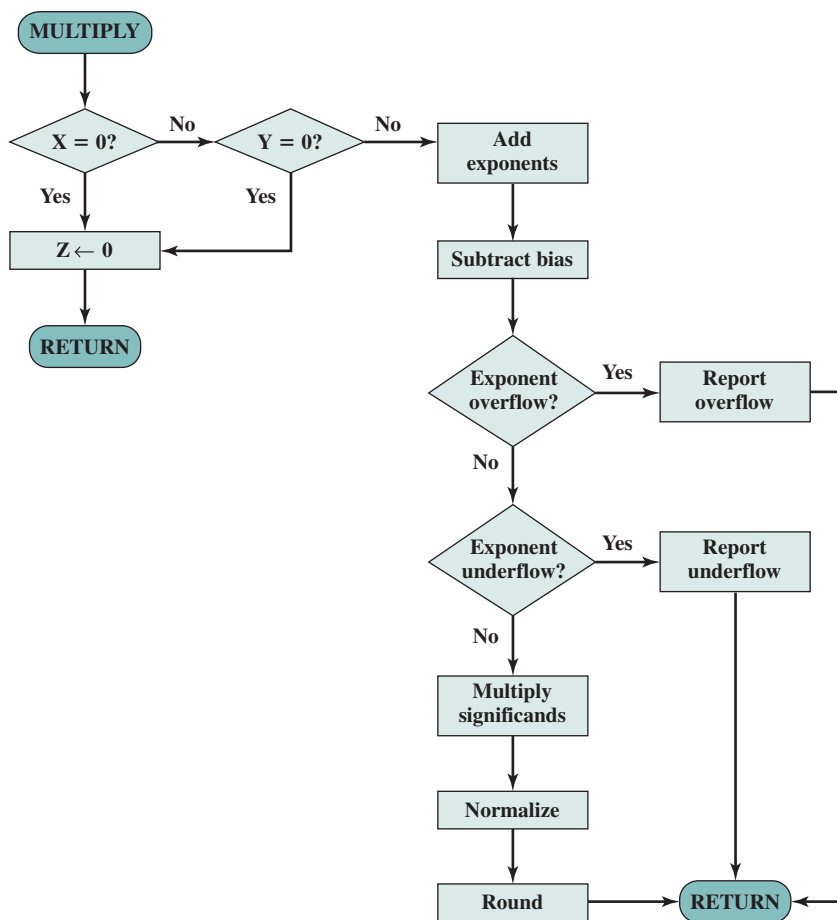 MULTIPLY
X = 0?
No
Y = 0?
No
Add
exponents
Yes
Yes
Z ← 0
Subtract bias
RETURN
Exponent
overflow?
Yes
Report
overflow
No
Exponent
underflow?
Yes
Report
underflow
No
Multiply
significands
Normalize
Round
RETURN